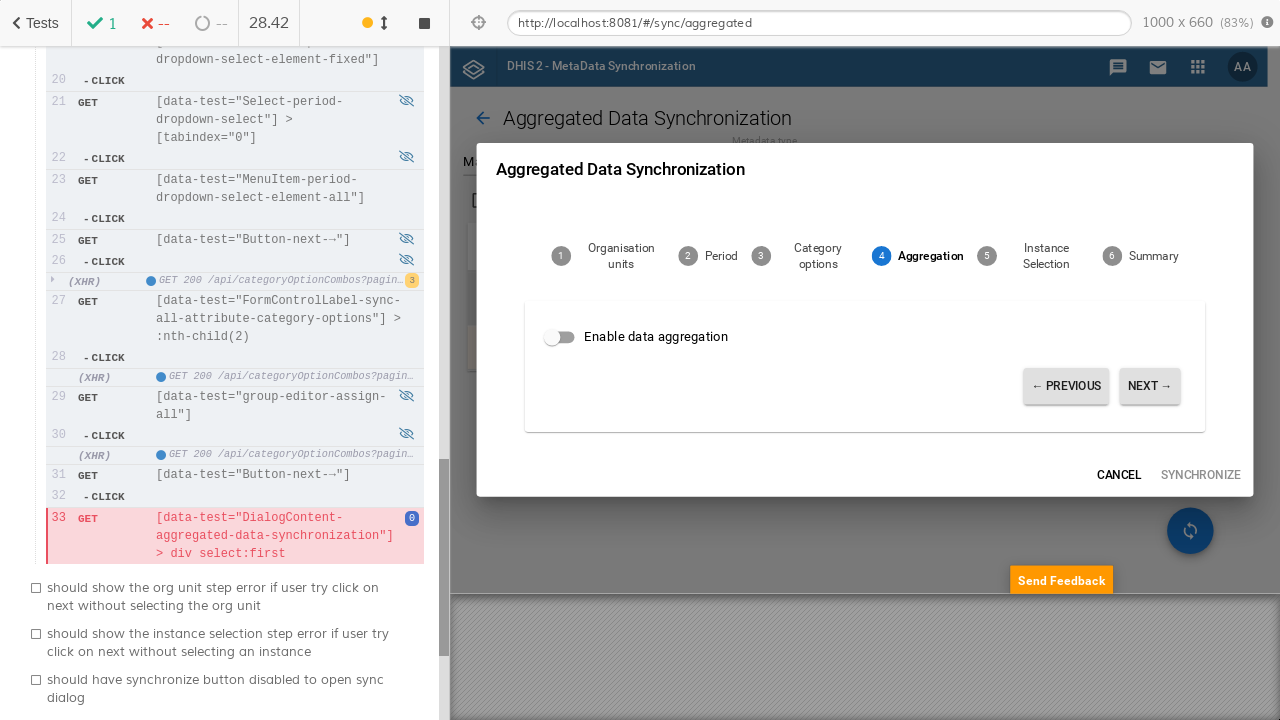 Tests
1
--
--
28.42
http://localhost:8081/#/sync/aggregated
1000 x 660 (83%)
dropdown-select-element-fixed"]
20 - CLICK
21 GET [data-test="Select-period-
dropdown-select"] >
[tabindex="0"]
22 - CLICK
23 GET [data-test="MenuItem-period-
dropdown-select-element-all"]
24 - CLICK
25 GET [data-test="Button-next-→"]
26 - CLICK
(XHR) GET 200 /api/categoryOptionCombos?pagin… 3
27 GET [data-test="FormControlLabel-sync-
all-attribute-category-options"] >
:nth-child(2)
28 - CLICK
(XHR) GET 200 /api/categoryOptionCombos?pagin…
29 GET [data-test="group-editor-assign-
all"]
30 - CLICK
(XHR) GET 200 /api/categoryOptionCombos?pagin…
31 GET [data-test="Button-next-→"]
32 - CLICK
33 GET [data-test="DialogContent- 0
aggregated-data-synchronization"]
> div select:first
should show the org unit step error if user try click on
next without selecting the org unit
should show the instance selection step error if user try
click on next without selecting an instance
should have synchronize button disabled to open sync
dialog
DHIS 2 - MetaData Synchronization
AA
Aggregated Data Synchronization
Metadata type
Ma
Aggregated Data Synchronization
1 Organisation
units
2 Period
3 Category
options
4 Aggregation
5 Instance
Selection
6 Summary
Enable data aggregation
← PREVIOUS
NEXT →
CANCEL
SYNCHRONIZE
Send Feedback